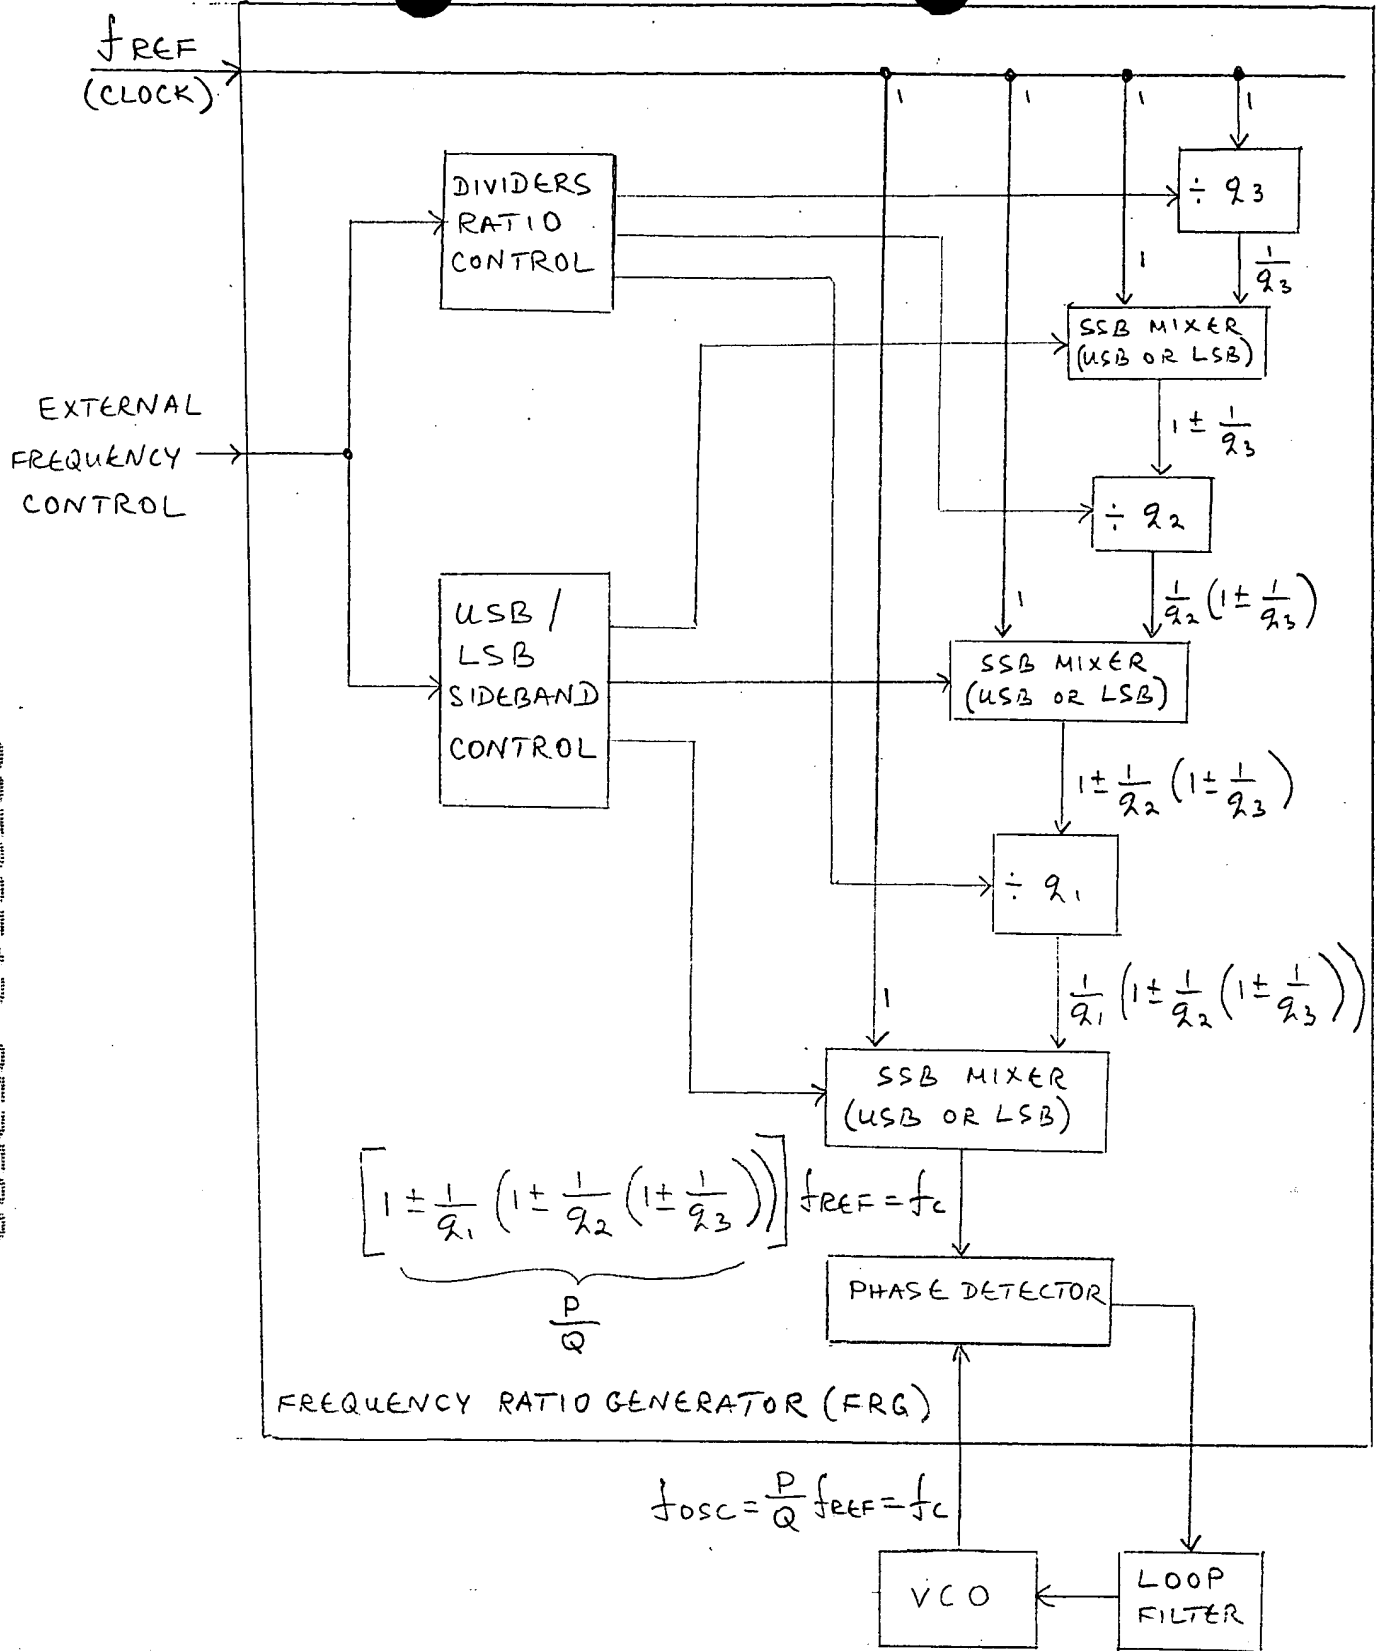 fREF
(CLOCK)
1 1 1 1
DIVIDERS
RATIO
CONTROL
÷ q3
1
1/q3
SSB MIXER
(USB OR LSB)
EXTERNAL
FREQUENCY
CONTROL
1 ± 1/q3
÷ q2
USB /
LSB
SIDEBAND
CONTROL
1
1/q2 (1 ± 1/q3)
SSB MIXER
(USB OR LSB)
1 ± 1/q2 (1 ± 1/q3)
÷ q1
1
1/q1 (1 ± 1/q2 (1 ± 1/q3))
SSB MIXER
(USB OR LSB)
[1 ± 1/q1 (1 ± 1/q2 (1 ± 1/q3))] fREF = fc
P/Q
PHASE DETECTOR
FREQUENCY RATIO GENERATOR (FRG)
fOSC = P/Q fREF = fc
VCO
LOOP
FILTER